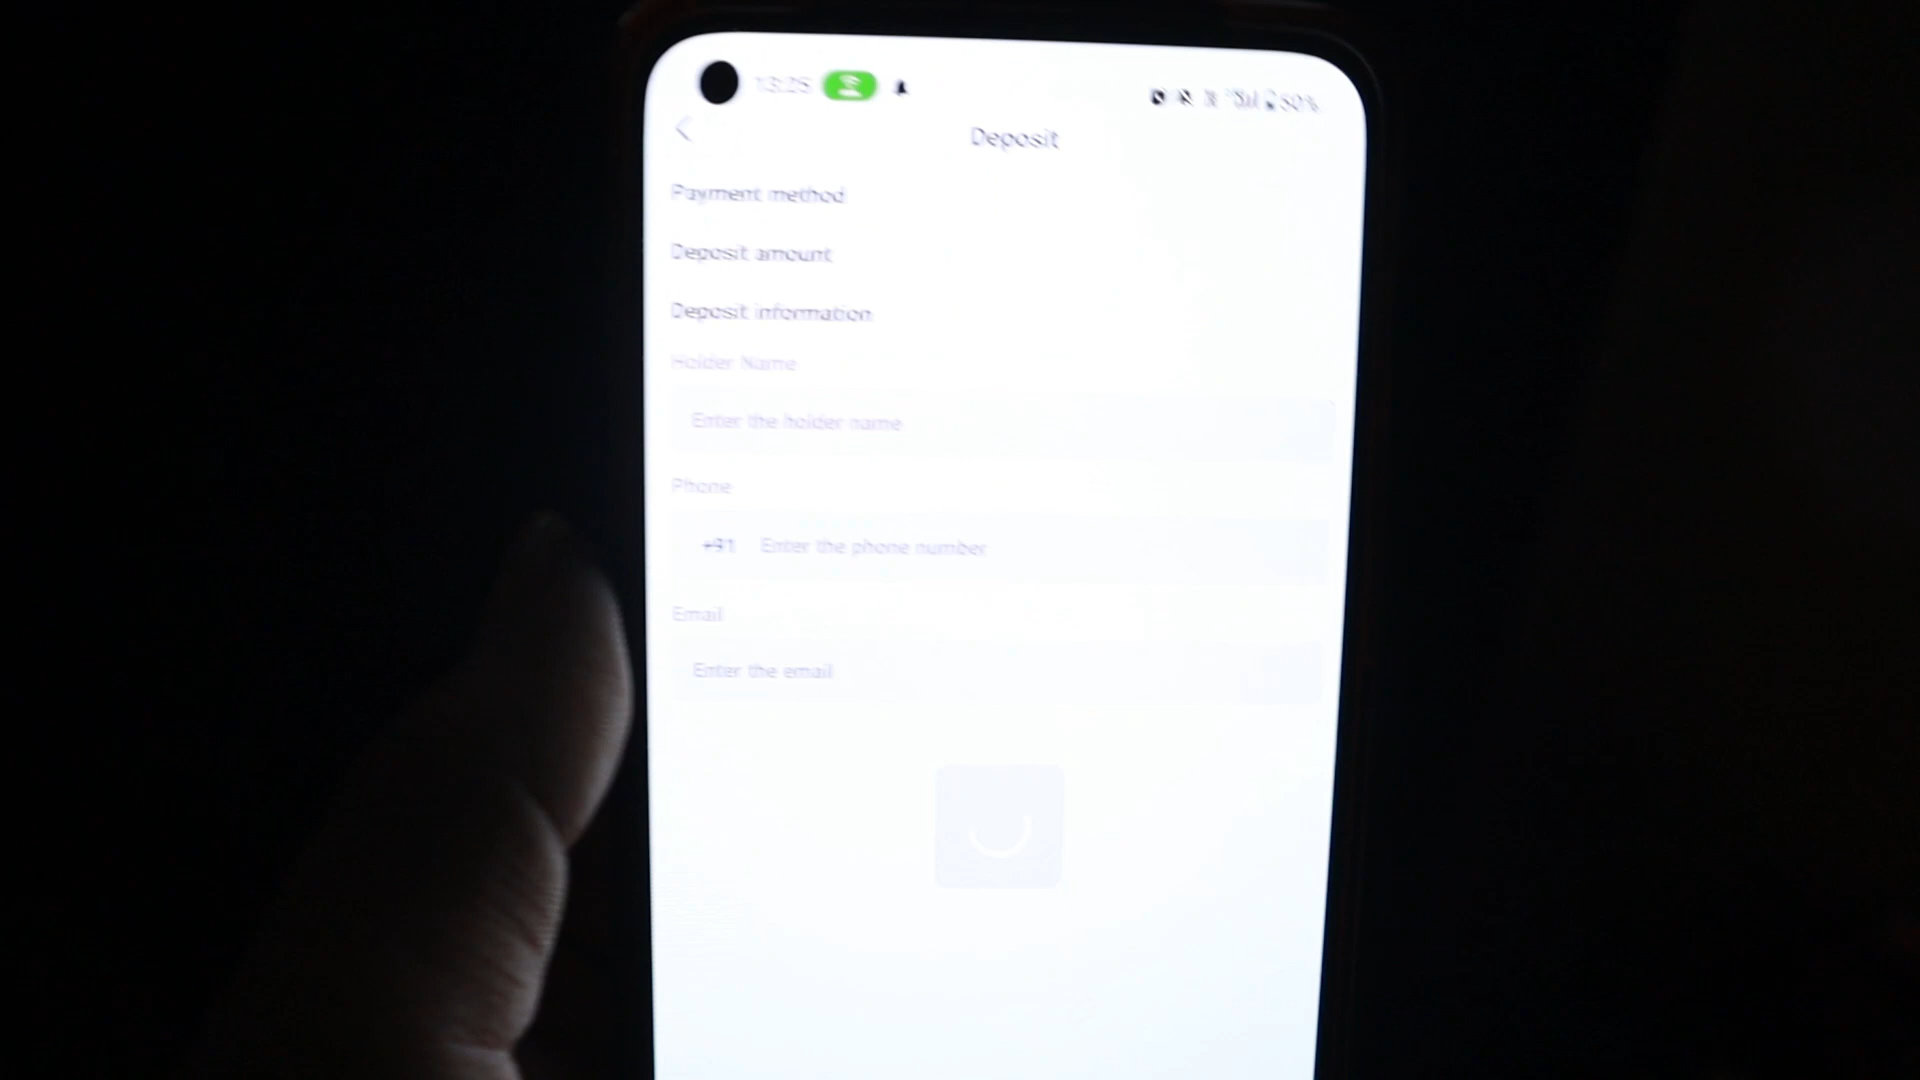 13:25
Deposit
Payment method
Deposit amount
Deposit information
Holder Name
Enter the holder name
Phone
+91 Enter the phone number
Email
Enter the email